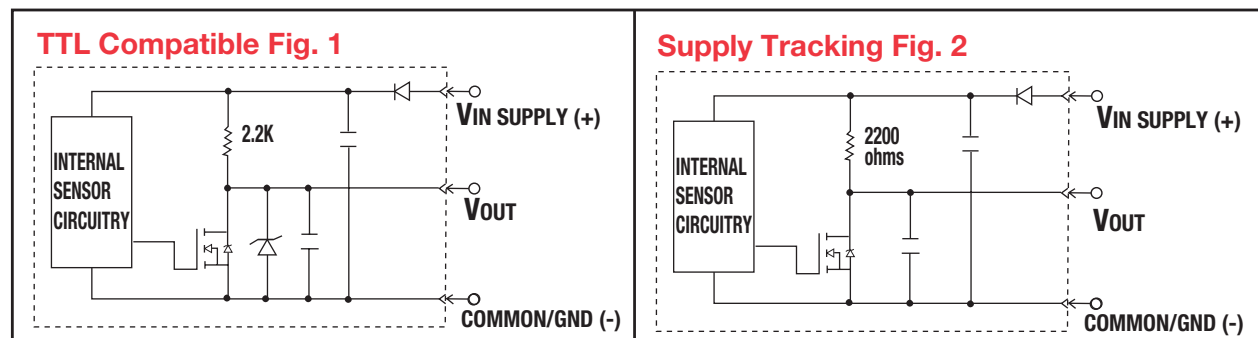 TTL Compatible Fig. 1
VIN SUPPLY (+)
2.2K
INTERNAL
SENSOR
CIRCUITRY
VOUT
COMMON/GND (-)
Supply Tracking Fig. 2
VIN SUPPLY (+)
2200
ohms
INTERNAL
SENSOR
CIRCUITRY
VOUT
COMMON/GND (-)